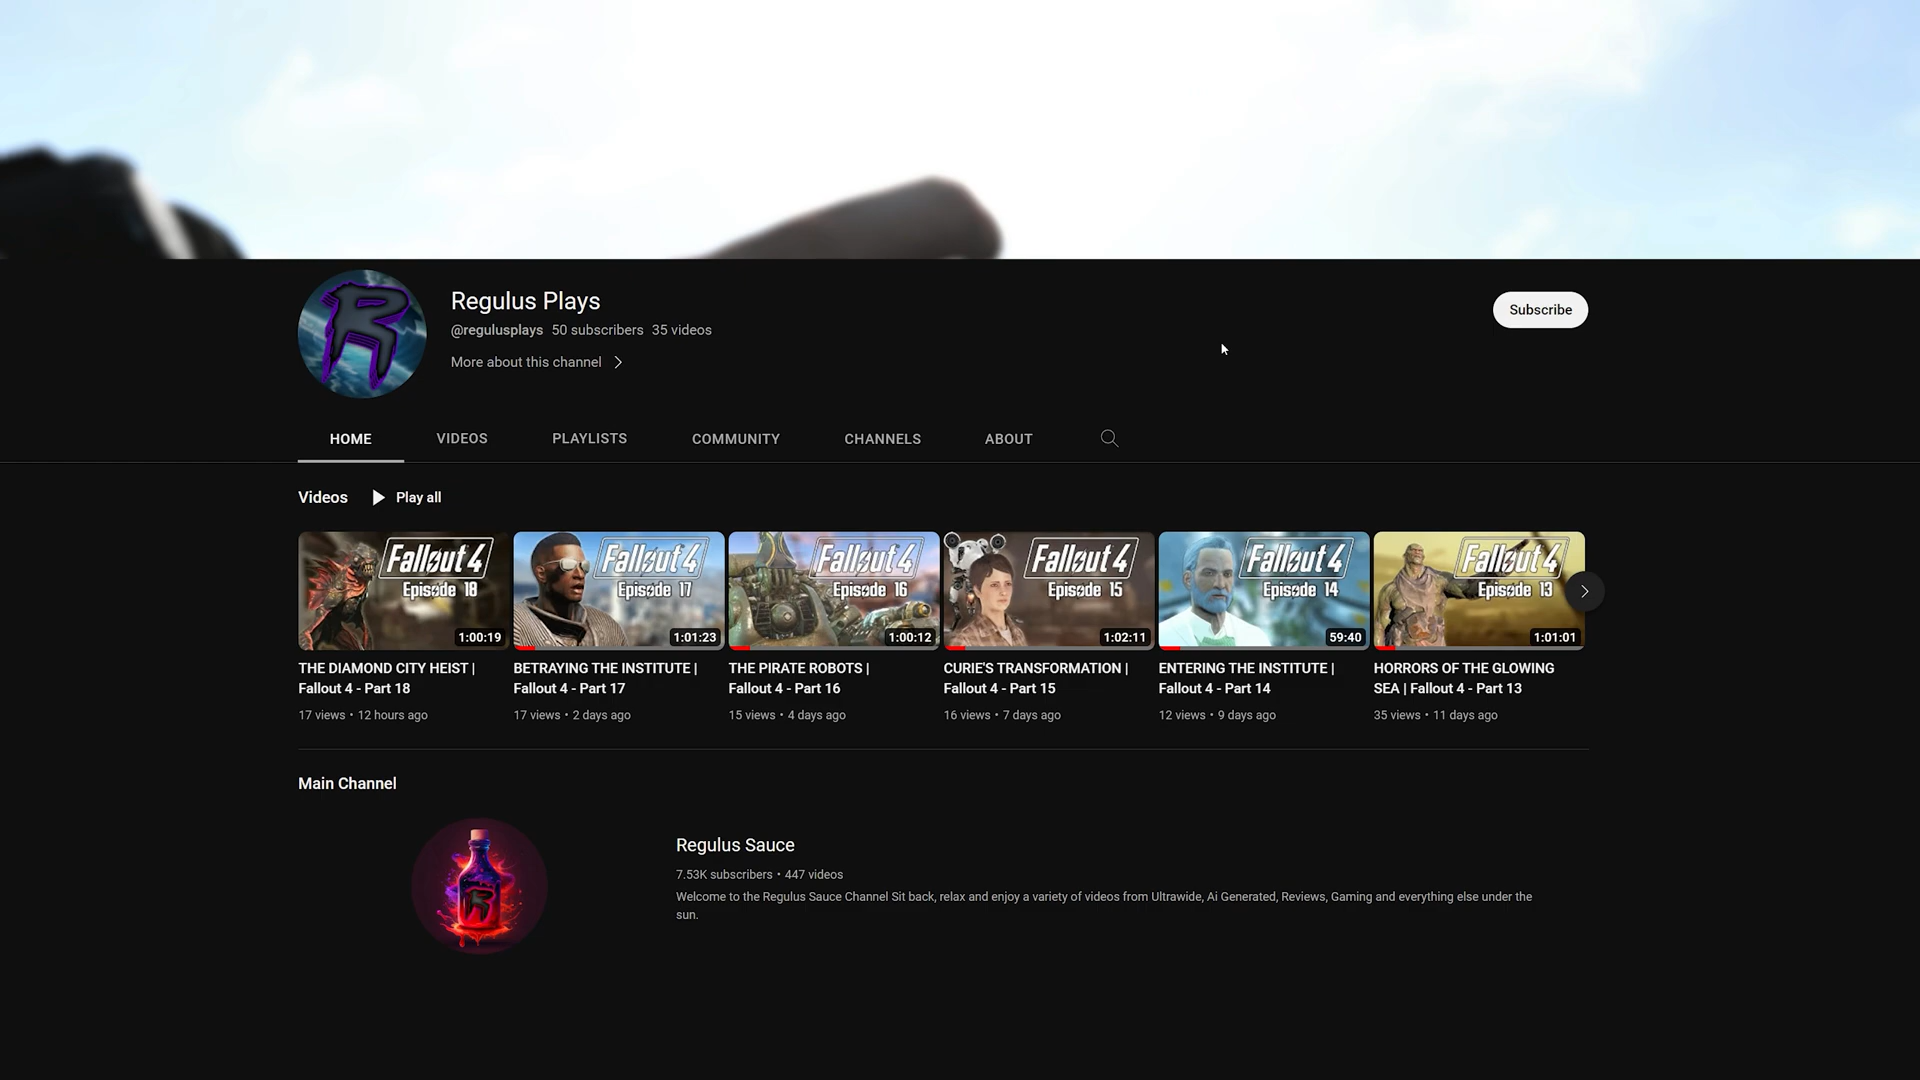 Regulus Plays
@regulusplays 50 subscribers 35 videos
More about this channel
Subscribe
HOME VIDEOS PLAYLISTS COMMUNITY CHANNELS ABOUT
Videos Play all
Fallout 4
Episode 18
1:00:19
Fallout 4
Episode 17
1:01:23
Fallout 4
Episode 16
1:00:12
Fallout 4
Episode 15
1:02:11
Fallout 4
Episode 14
59:40
Fallout 4
Episode 13
1:01:01
THE DIAMOND CITY HEIST |
Fallout 4 - Part 18
17 views • 12 hours ago
BETRAYING THE INSTITUTE |
Fallout 4 - Part 17
17 views • 2 days ago
THE PIRATE ROBOTS |
Fallout 4 - Part 16
15 views • 4 days ago
CURIE'S TRANSFORMATION |
Fallout 4 - Part 15
16 views • 7 days ago
ENTERING THE INSTITUTE |
Fallout 4 - Part 14
12 views • 9 days ago
HORRORS OF THE GLOWING
SEA | Fallout 4 - Part 13
35 views • 11 days ago
Main Channel
R
R
Regulus Sauce
7.53K subscribers • 447 videos
Welcome to the Regulus Sauce Channel Sit back, relax and enjoy a variety of videos from Ultrawide, Ai Generated, Reviews, Gaming and everything else under the
sun.